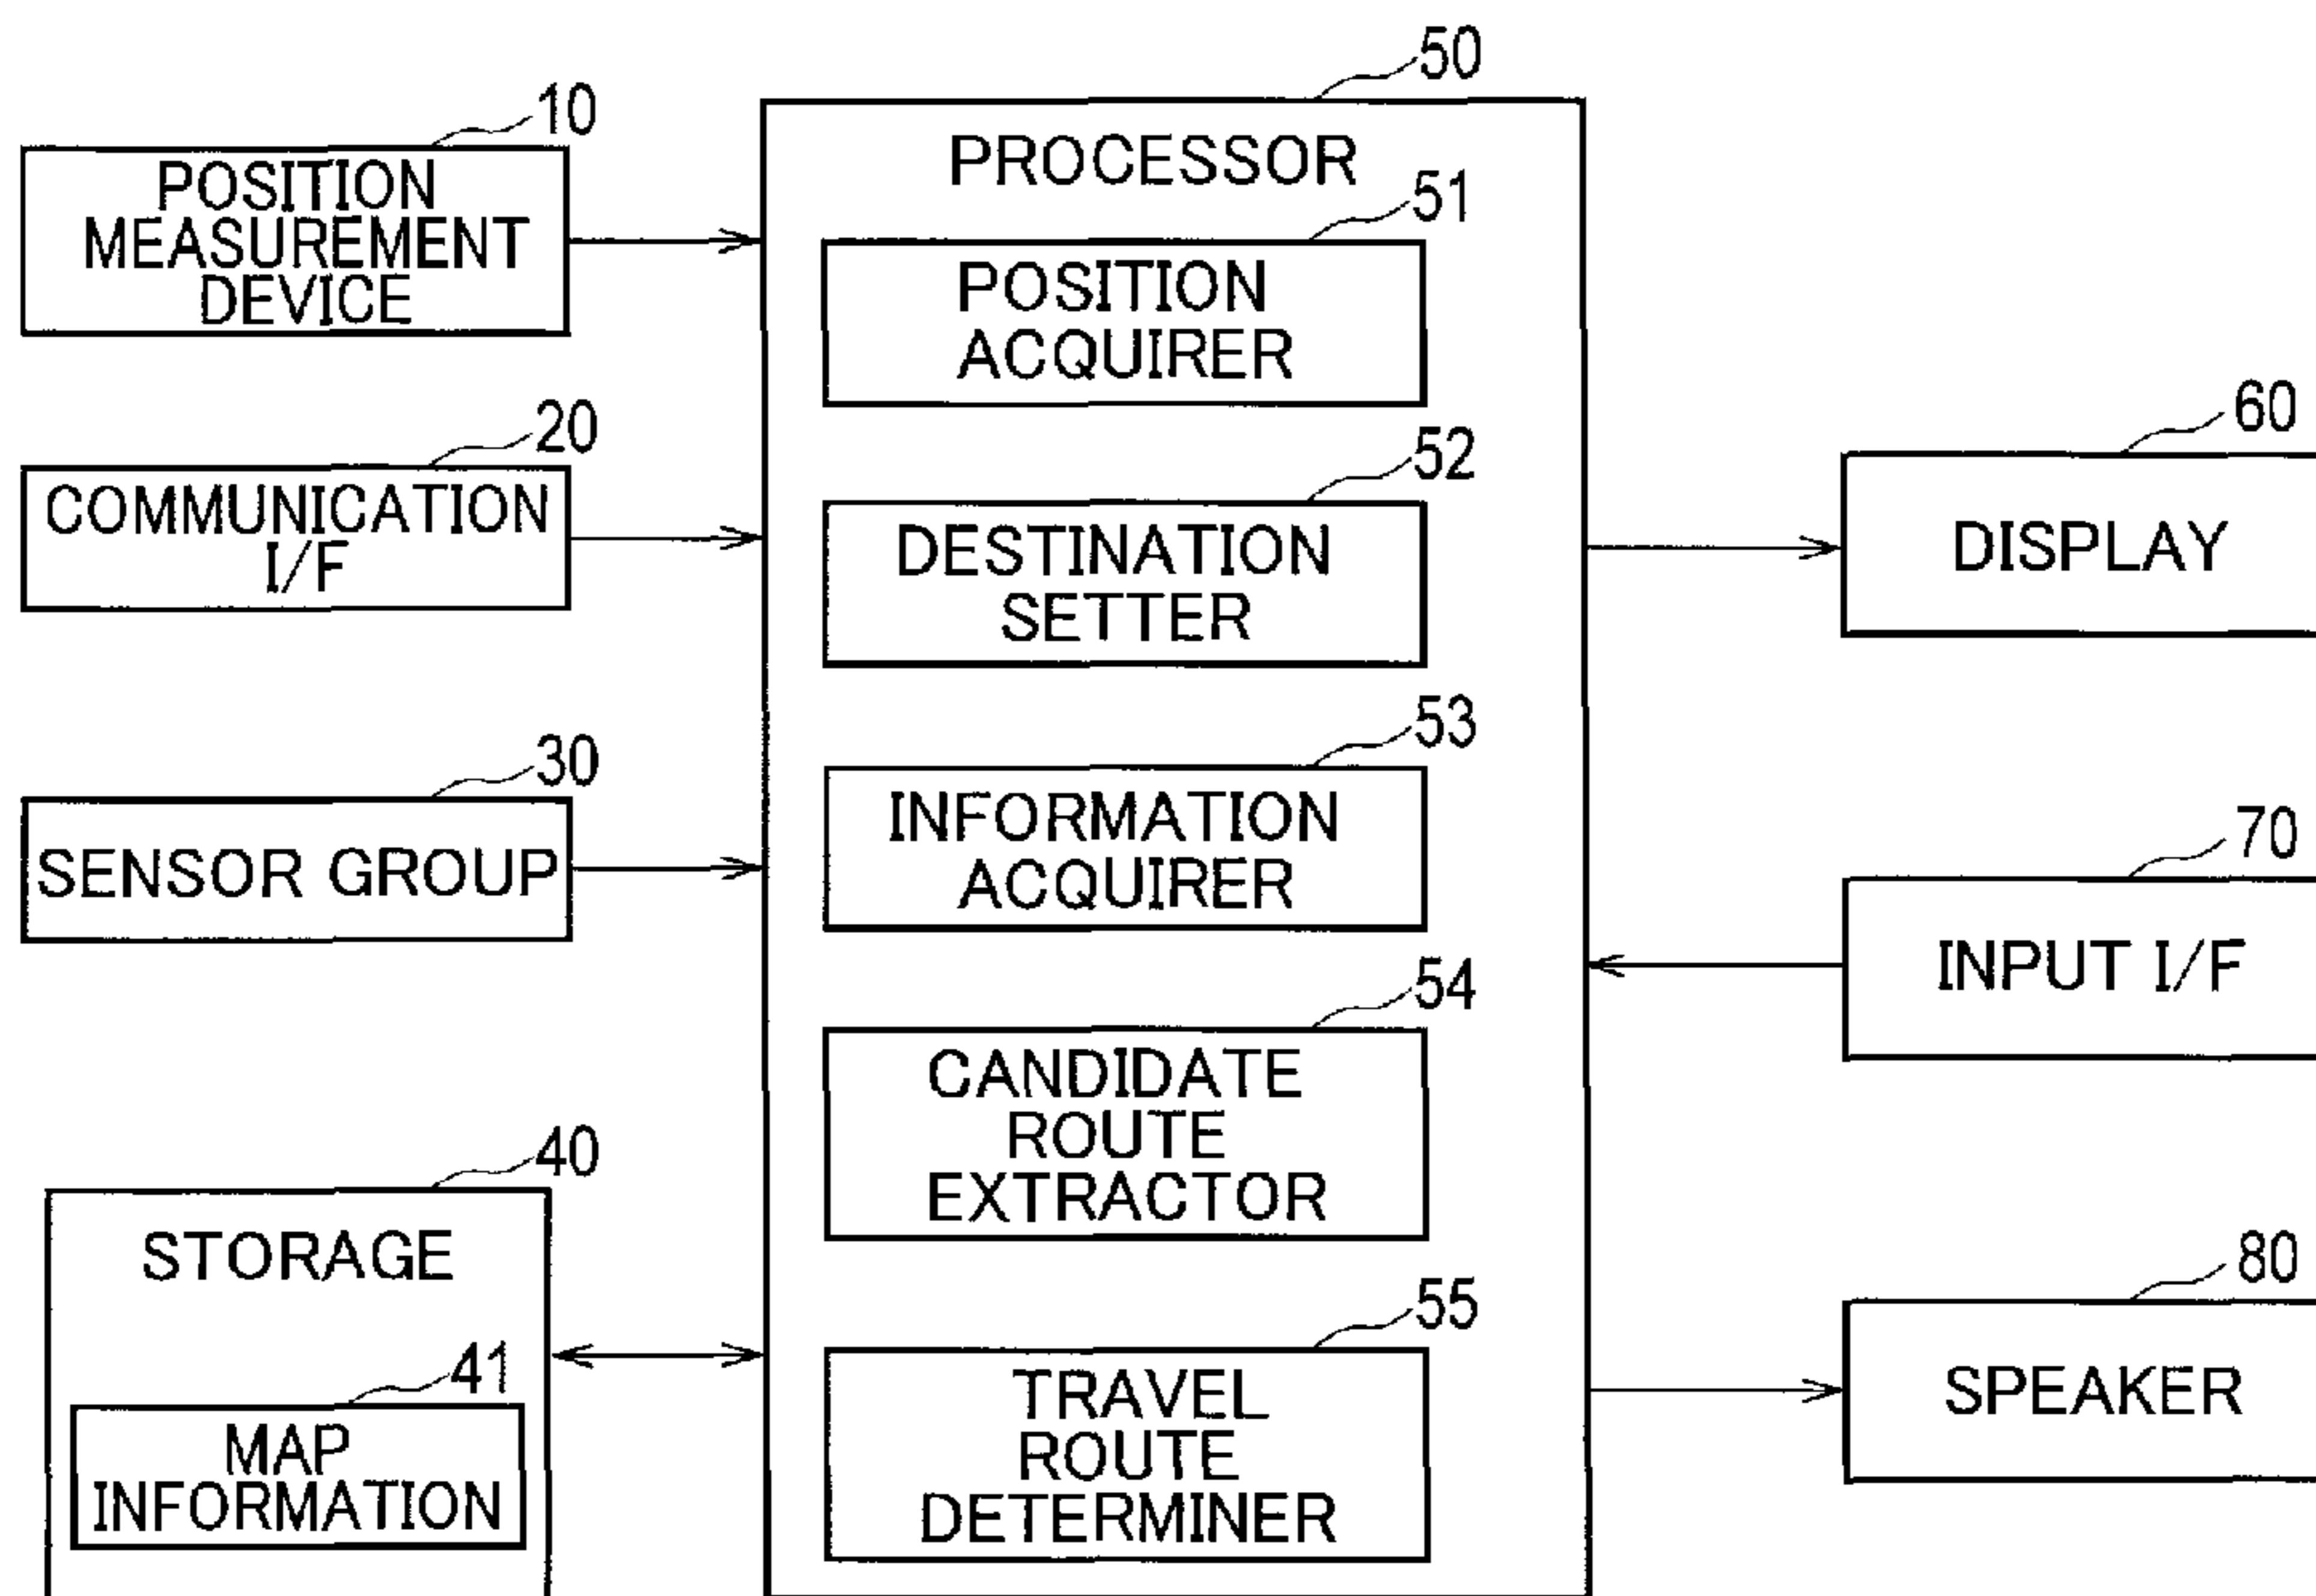 10
POSITION
MEASUREMENT
DEVICE
20
COMMUNICATION
I/F
30
SENSOR GROUP
40
STORAGE
41
MAP
INFORMATION
50
PROCESSOR
51
POSITION
ACQUIRER
52
DESTINATION
SETTER
53
INFORMATION
ACQUIRER
54
CANDIDATE
ROUTE
EXTRACTOR
55
TRAVEL
ROUTE
DETERMINER
60
DISPLAY
70
INPUT I/F
80
SPEAKER